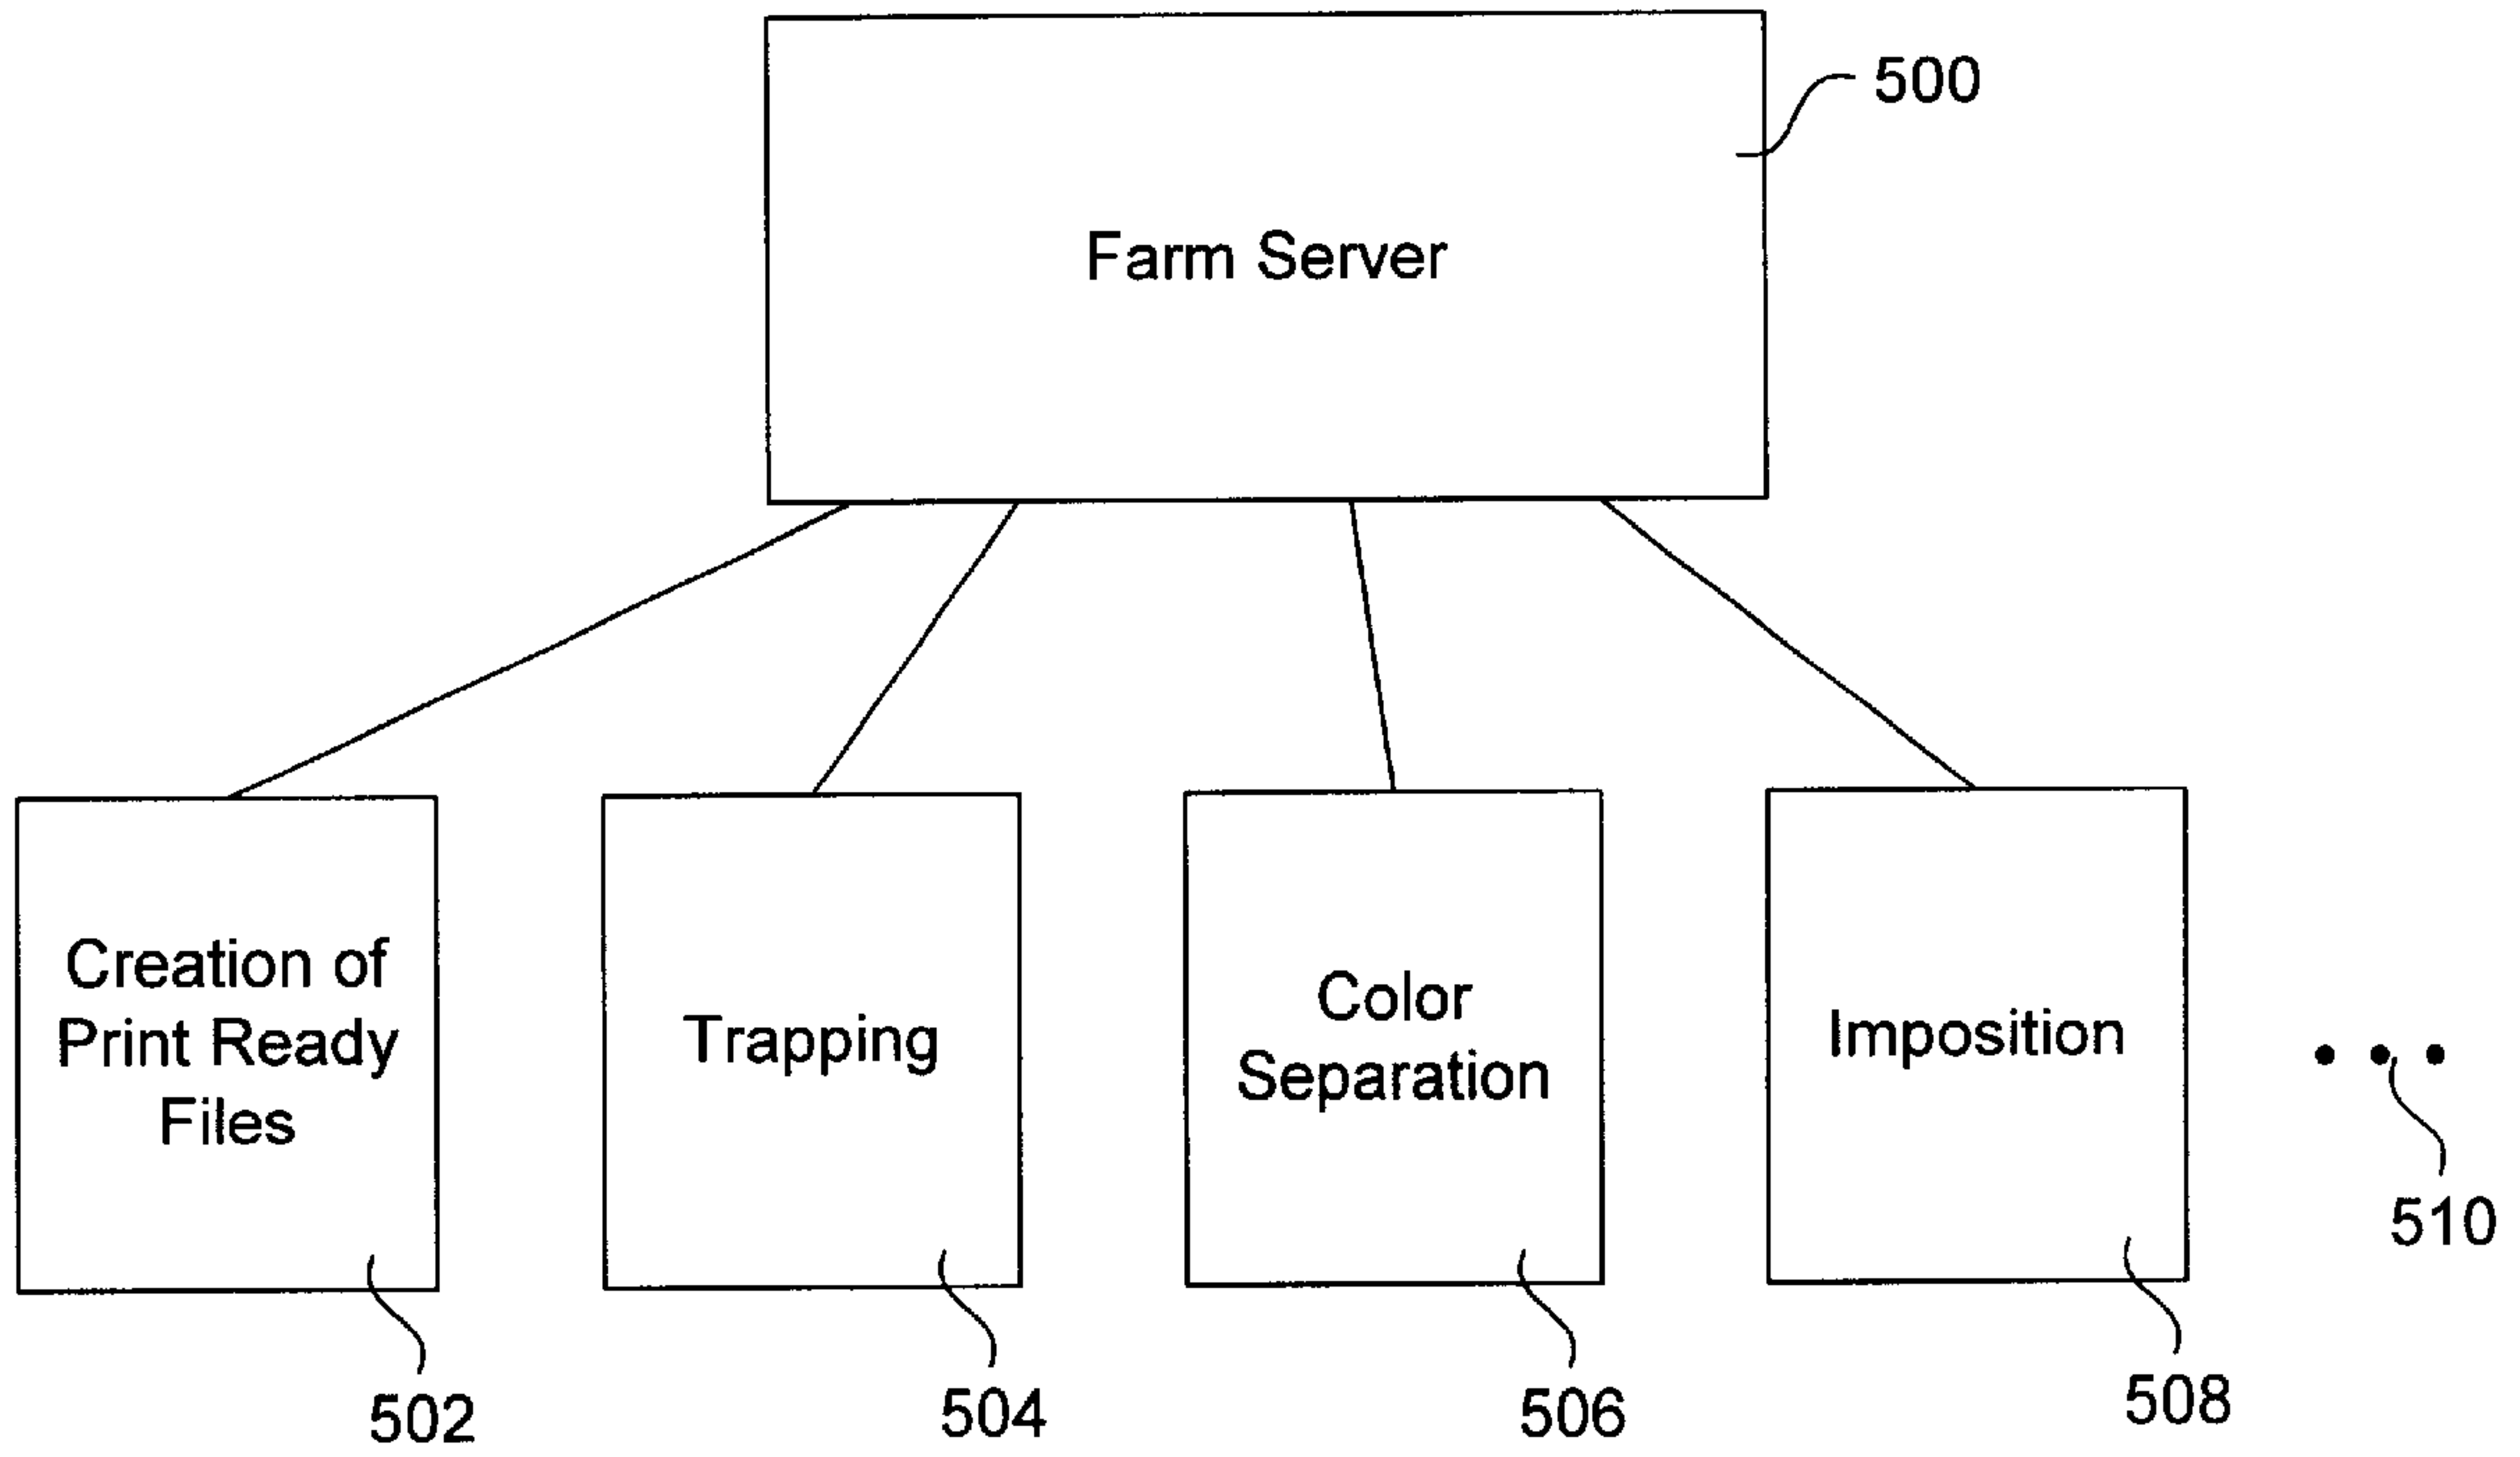 500
Farm Server
Creation of
Print Ready
Files
Trapping
Color
Separation
Imposition
• • •
510
502
504
506
508